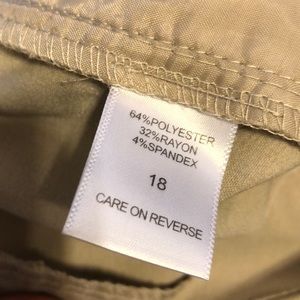 64%POLYESTER
32%RAYON
4%SPANDEX
18
CARE ON REVERSE